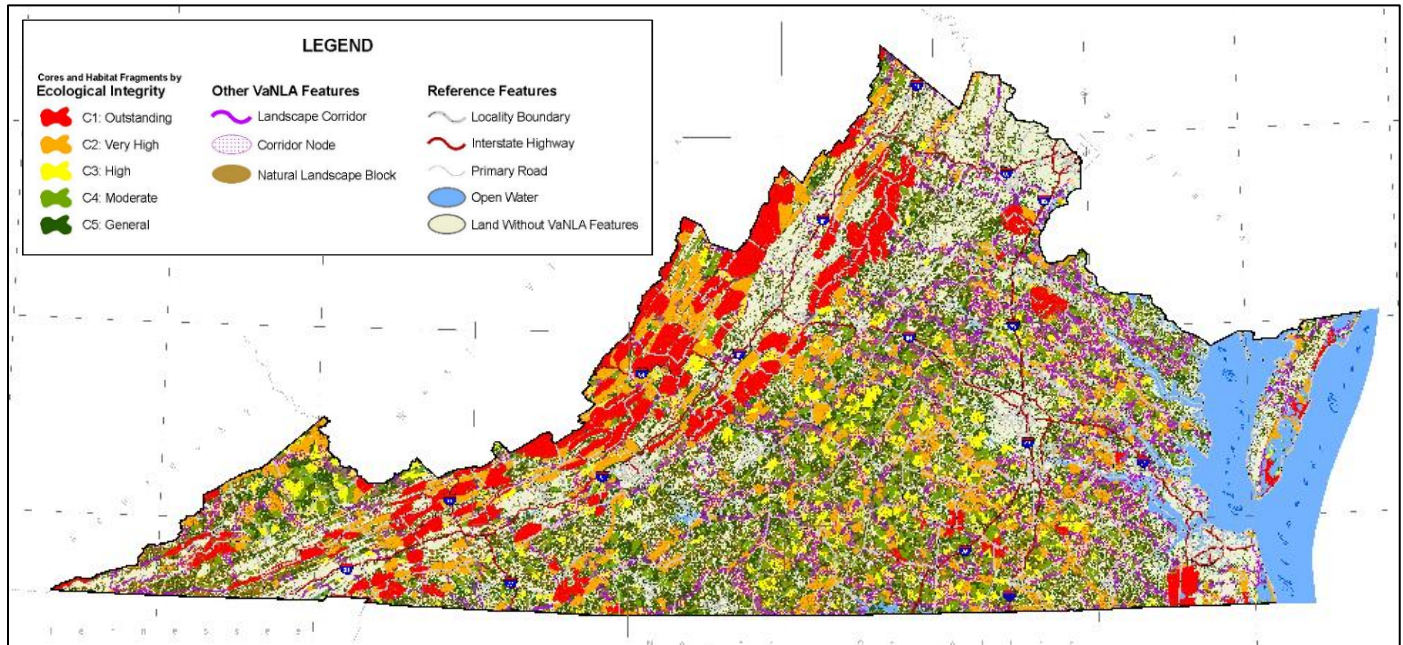 LEGEND
Cores and Habitat Fragments by
Ecological Integrity
C1: Outstanding
C2: Very High
C3: High
C4: Moderate
C5: General
Other VaNLA Features
Landscape Corridor
Corridor Node
Natural Landscape Block
Reference Features
Locality Boundary
Interstate Highway
Primary Road
Open Water
Land Without VaNLA Features